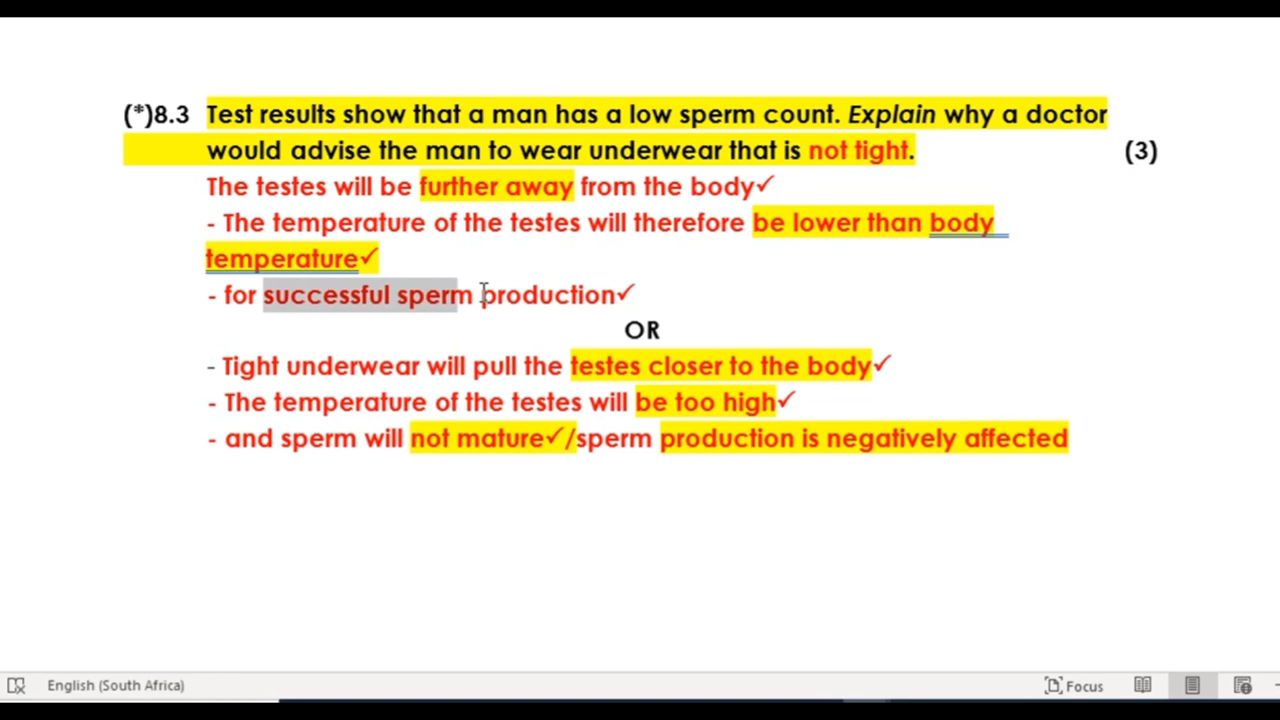 (*)8.3 Test results show that a man has a low sperm count. Explain why a doctor
would advise the man to wear underwear that is not tight. (3)
The testes will be further away from the body✓
- The temperature of the testes will therefore be lower than body
temperature✓
- for successful sperm production✓
OR
- Tight underwear will pull the testes closer to the body✓
- The temperature of the testes will be too high✓
- and sperm will not mature✓/sperm production is negatively affected
English (South Africa) Focus